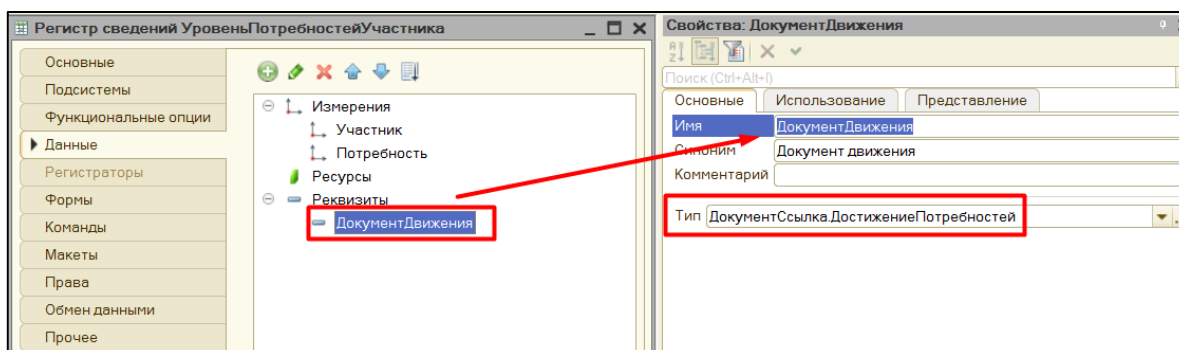 Регистр сведений УровеньПотребностейУчастника
Основные
Подсистемы
Функциональные опции
Данные
Регистраторы
Формы
Команды
Макеты
Права
Обмен данными
Прочее
Измерения
Участник
Потребность
Ресурсы
Реквизиты
ДокументДвижения
Свойства: ДокументДвижения
Поиск (Ctrl+Alt+I)
Основные Использование Представление
Имя ДокументДвижения
Синоним Документ движения
Комментарий
Тип ДокументСсылка.ДостижениеПотребностей